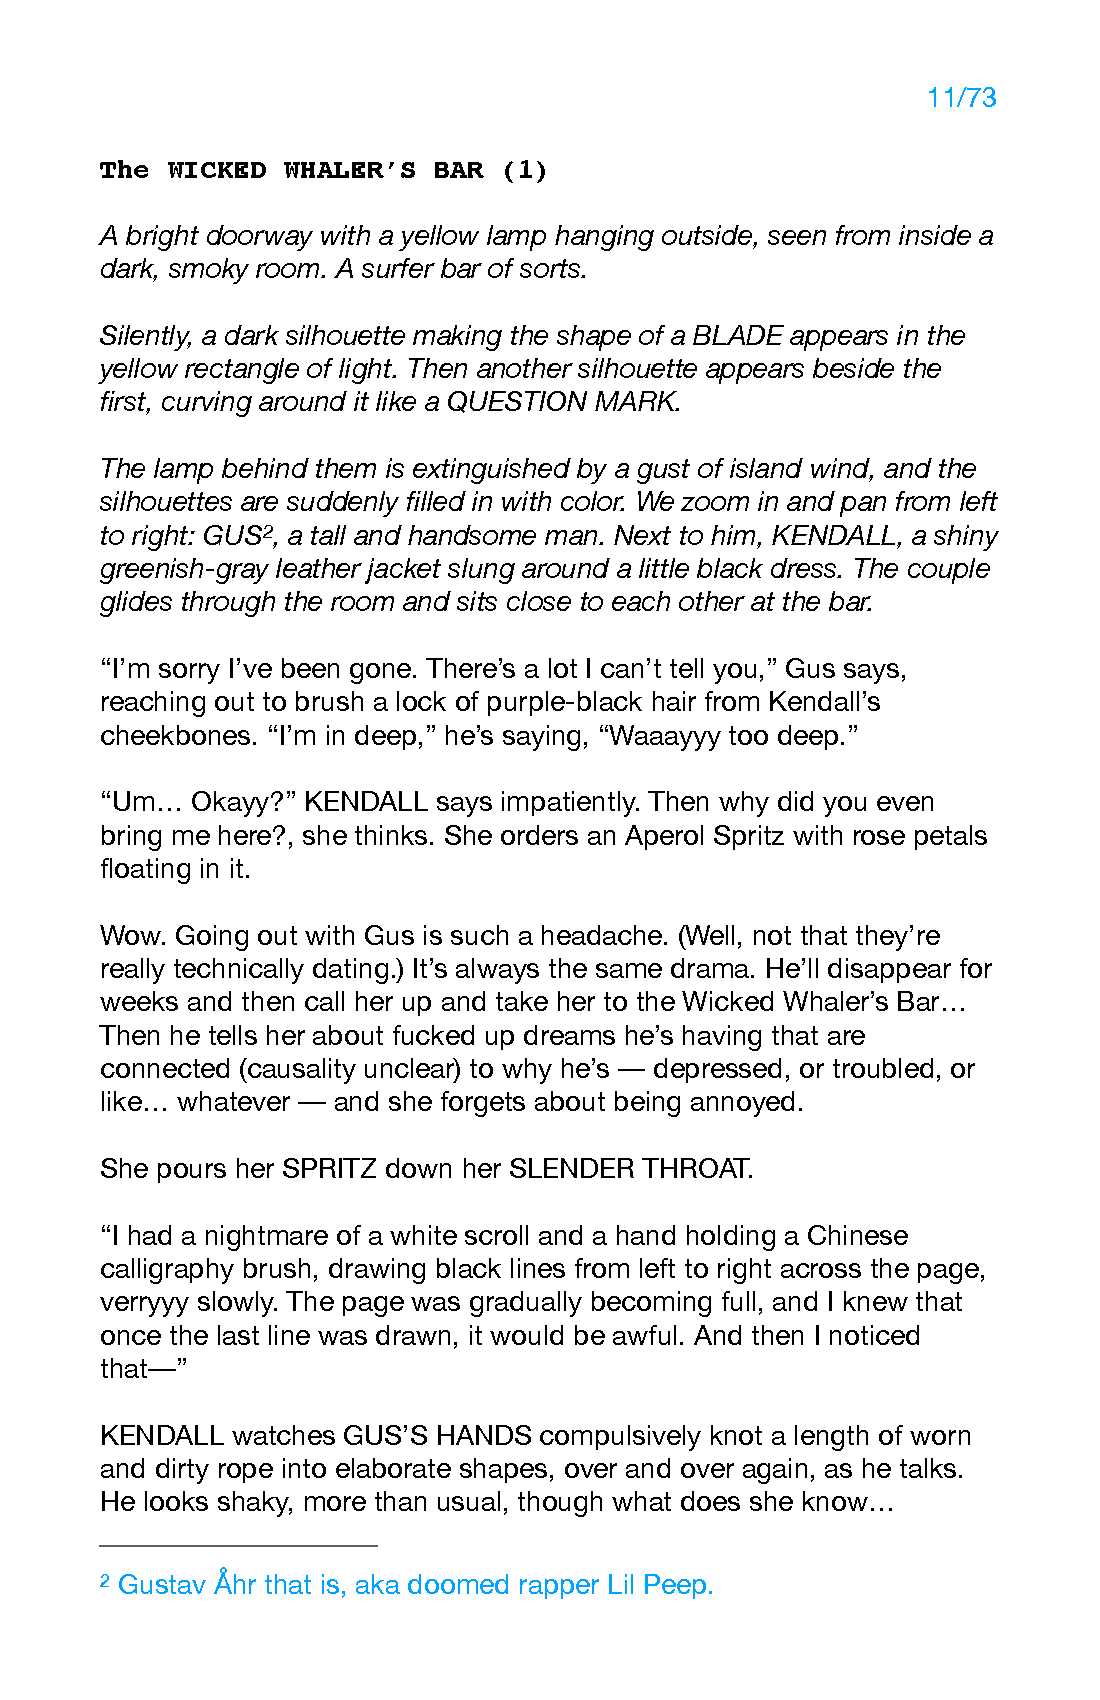 11/73
The WICKED WHALER’S BAR (1)
A bright doorway with a yellow lamp hanging outside, seen from inside a
dark, smoky room. A surfer bar of sorts.
Silently, a dark silhouette making the shape of a BLADE appears in the
yellow rectangle of light. Then another silhouette appears beside the
first, curving around it like a QUESTION MARK.
The lamp behind them is extinguished by a gust of island wind, and the
silhouettes are suddenly filled in with color. We zoom in and pan from left
to right: GUS², a tall and handsome man. Next to him, KENDALL, a shiny
greenish-gray leather jacket slung around a little black dress. The couple
glides through the room and sits close to each other at the bar.
“I’m sorry I’ve been gone. There’s a lot I can’t tell you,” Gus says,
reaching out to brush a lock of purple-black hair from Kendall’s
cheekbones. “I’m in deep,” he’s saying, “Waaayyy too deep.”
“Um… Okayy?” KENDALL says impatiently. Then why did you even
bring me here?, she thinks. She orders an Aperol Spritz with rose petals
floating in it.
Wow. Going out with Gus is such a headache. (Well, not that they’re
really technically dating.) It’s always the same drama. He’ll disappear for
weeks and then call her up and take her to the Wicked Whaler’s Bar…
Then he tells her about fucked up dreams he’s having that are
connected (causality unclear) to why he’s — depressed, or troubled, or
like… whatever — and she forgets about being annoyed.
She pours her SPRITZ down her SLENDER THROAT.
“I had a nightmare of a white scroll and a hand holding a Chinese
calligraphy brush, drawing black lines from left to right across the page,
verryyy slowly. The page was gradually becoming full, and I knew that
once the last line was drawn, it would be awful. And then I noticed
that—”
KENDALL watches GUS’S HANDS compulsively knot a length of worn
and dirty rope into elaborate shapes, over and over again, as he talks.
He looks shaky, more than usual, though what does she know…
² Gustav Åhr that is, aka doomed rapper Lil Peep.